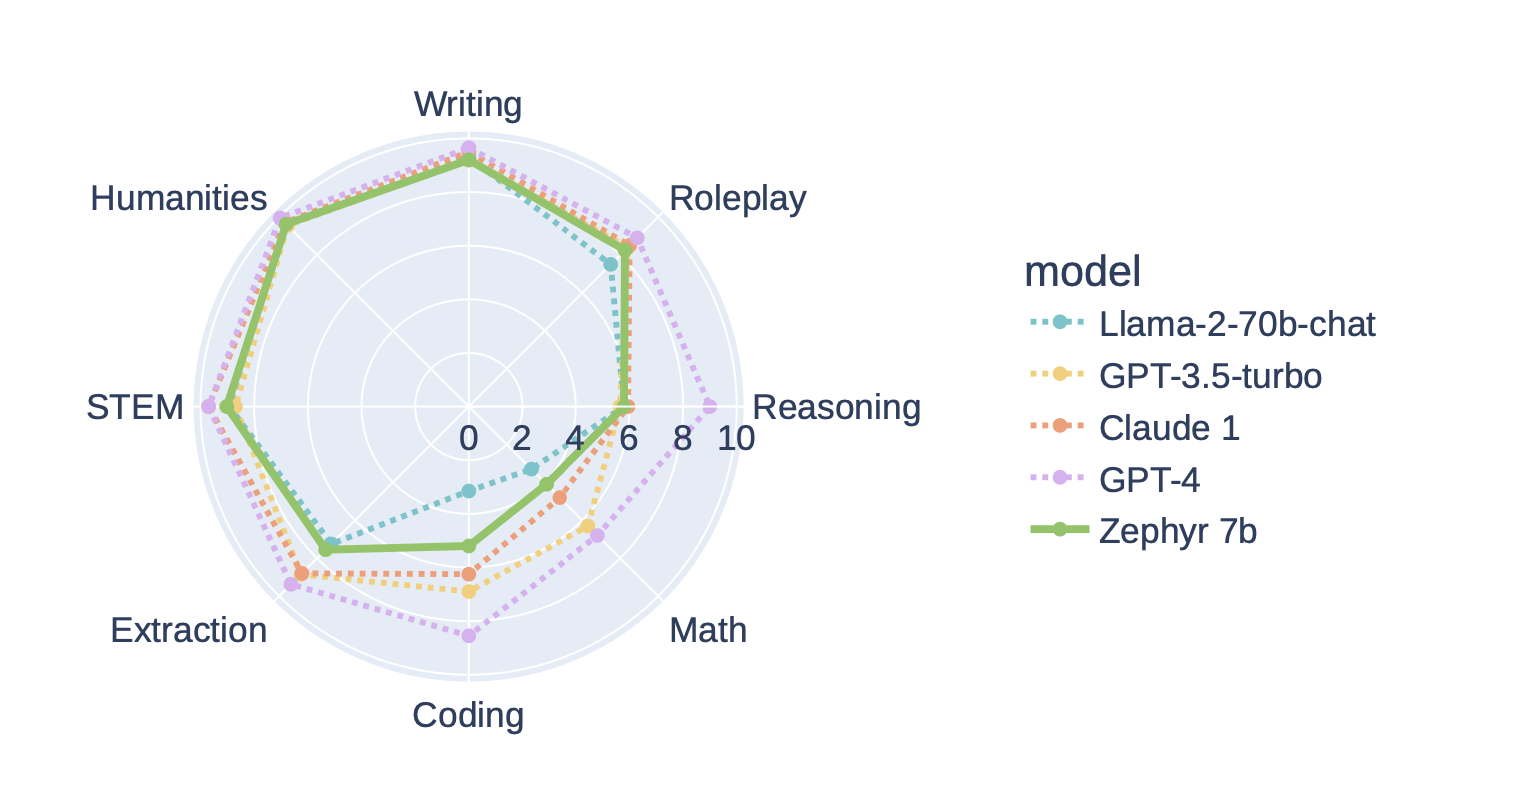 Writing
Humanities
Roleplay
STEM
Reasoning
0 2 4 6 8 10
Extraction
Math
Coding
model
Llama-2-70b-chat
GPT-3.5-turbo
Claude 1
GPT-4
Zephyr 7b